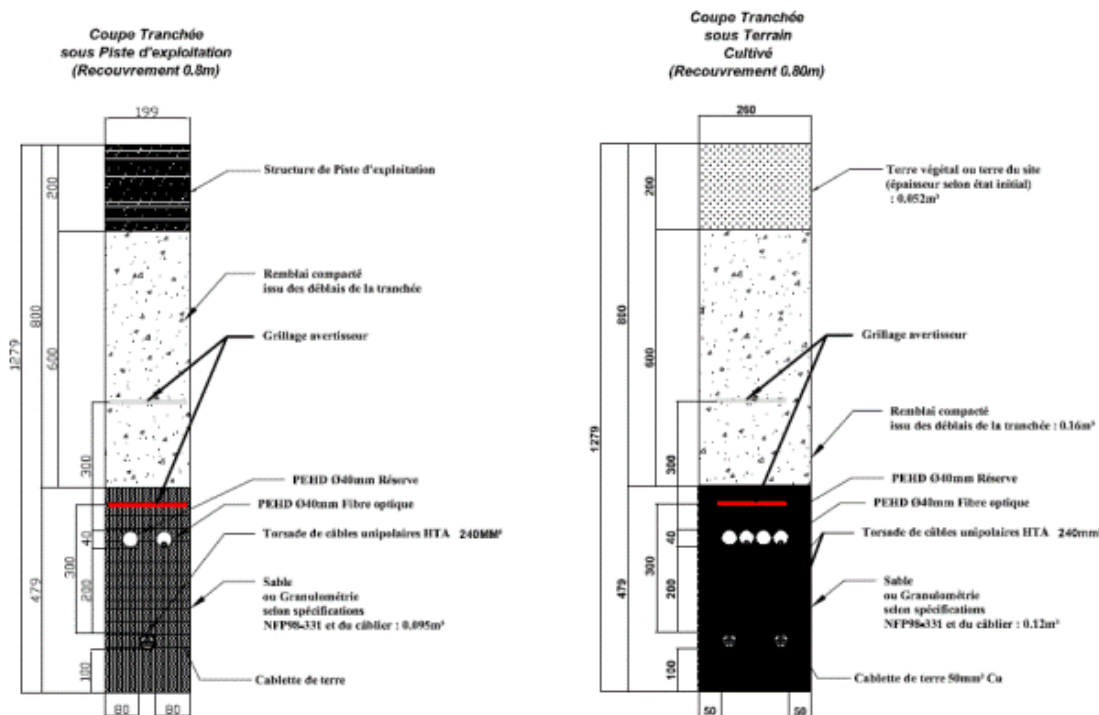 Coupe Tranchée
sous Piste d'exploitation
(Recouvrement 0.8m)
199
1279
800
200
600
300
479
300
40
200
100
80
80
Structure de Piste d'exploitation
Remblai compacté
issu des déblais de la tranchée
Grillage avertisseur
PEHD Ø40mm Réserve
PEHD Ø40mm Fibre optique
Torsade de câbles unipolaires HTA 240MM²
Sable
ou Granulométrie
selon spécifications
NFP98-331 et du câblier : 0.095m³
Cablette de terre
Coupe Tranchée
sous Terrain
Cultivé
(Recouvrement 0.80m)
260
1279
800
200
600
300
479
300
40
200
100
50
50
Terre végétal ou terre du site
(épaisseur selon état initial)
: 0.052m³
Grillage avertisseur
Remblai compacté
issu des déblais de la tranchée : 0.16m³
PEHD Ø40mm Réserve
PEHD Ø40mm Fibre optique
Torsade de câbles unipolaires HTA 240mm²
Sable
ou Granulométrie
selon spécifications
NFP98-331 et du câblier : 0.12m³
Cablette de terre 50mm² Cu